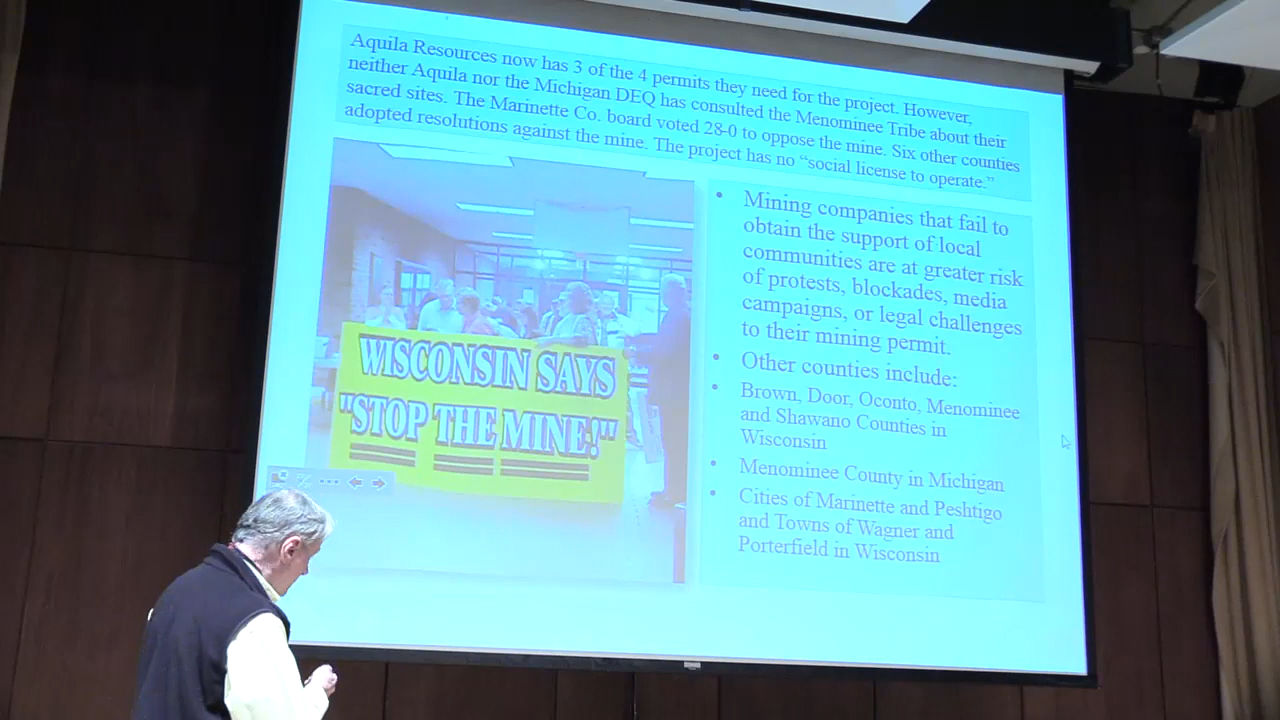 Aquila Resources now has 3 of the 4 permits they need for the project. However,
neither Aquila nor the Michigan DEQ has consulted the Menominee Tribe about their
sacred sites. The Marinette Co. board voted 28-0 to oppose the mine. Six other counties
adopted resolutions against the mine. The project has no “social license to operate.”
WISCONSIN SAYS
"STOP THE MINE!"
• Mining companies that fail to
obtain the support of local
communities are at greater risk
of protests, blockades, media
campaigns, or legal challenges
to their mining permit.
• Other counties include:
• Brown, Door, Oconto, Menominee
and Shawano Counties in
Wisconsin
• Menominee County in Michigan
• Cities of Marinette and Peshtigo
and Towns of Wagner and
Porterfield in Wisconsin